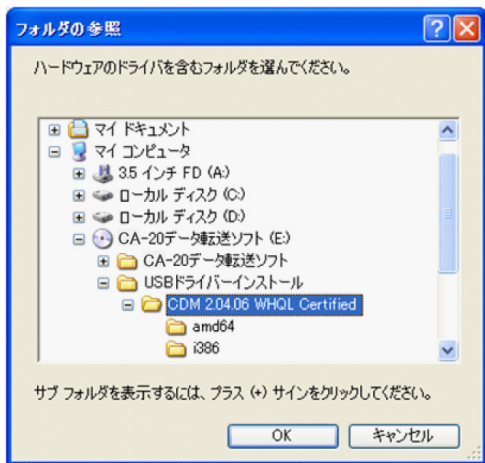 フォルダの参照
ハードウェアのドライバを含むフォルダを選んでください。
マイ ドキュメント
マイ コンピュータ
3.5 インチ FD (A:)
ローカル ディスク (C:)
ローカル ディスク (D:)
CA-20データ転送ソフト (E:)
CA-20データ転送ソフト
USBドライバーインストール
CDM 2.04.06 WHQL Certified
amd64
i386
サブ フォルダを表示するには、プラス (+) サインをクリックしてください。
OK キャンセル